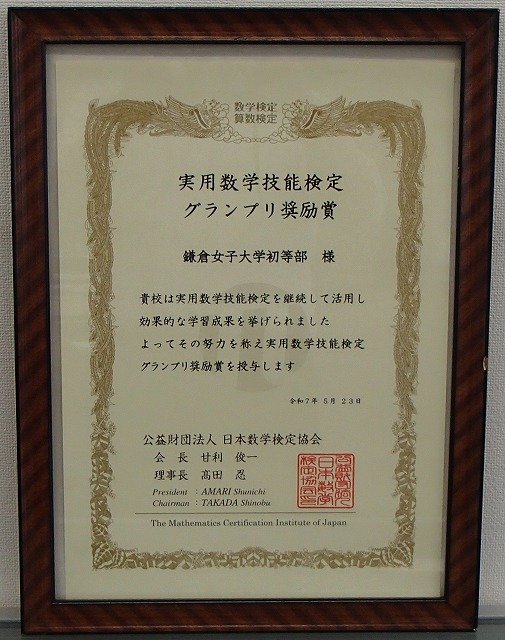 数学検定
算数検定
実用数学技能検定
グランプリ奨励賞
鎌倉女子大学初等部 様
貴校は実用数学技能検定を継続して活用し
効果的な学習成果を挙げられました
よってその努力を称え実用数学技能検定
グランプリ奨励賞を授与します
令和7年 5月 23日
公益財団法人 日本数学検定協会
会 長 甘利 俊一
理事長 髙田 忍
President : AMARI Shunichi
Chairman : TAKADA Shinobu
The Mathematics Certification Institute of Japan